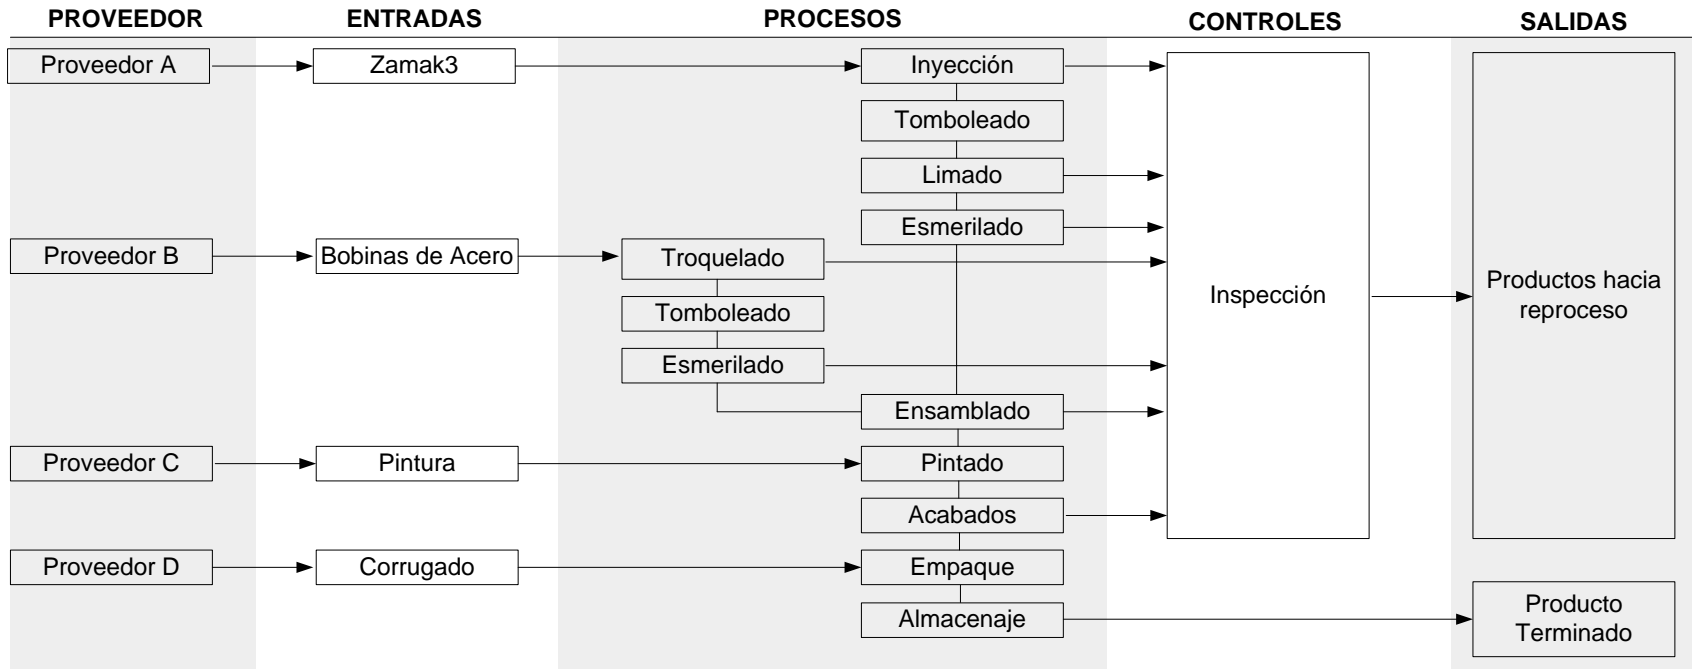 PROVEEDOR
ENTRADAS
PROCESOS
CONTROLES
SALIDAS
Proveedor A
Zamak3
Inyección
Tomboleado
Limado
Esmerilado
Proveedor B
Bobinas de Acero
Troquelado
Tomboleado
Esmerilado
Inspección
Productos hacia
reproceso
Ensamblado
Proveedor C
Pintura
Pintado
Acabados
Proveedor D
Corrugado
Empaque
Almacenaje
Producto
Terminado